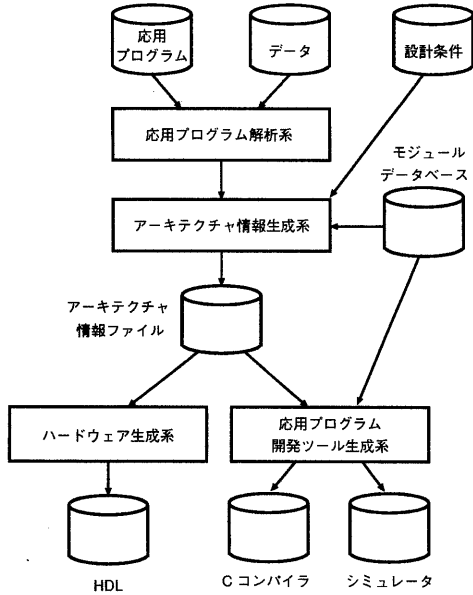 応用
プログラム
データ
設計条件
応用プログラム解析系
モジュール
データベース
アーキテクチャ情報生成系
アーキテクチャ
情報ファイル
ハードウェア生成系
応用プログラム
開発ツール生成系
HDL
C コンパイラ
シミュレータ